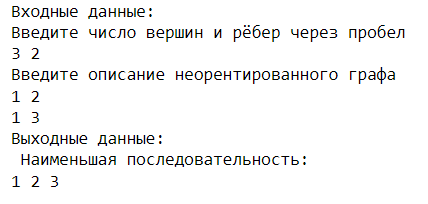 Входные данные:
Введите число вершин и рёбер через пробел
3 2
Введите описание неорентированного графа
1 2
1 3
Выходные данные:
Наименьшая последовательность:
1 2 3